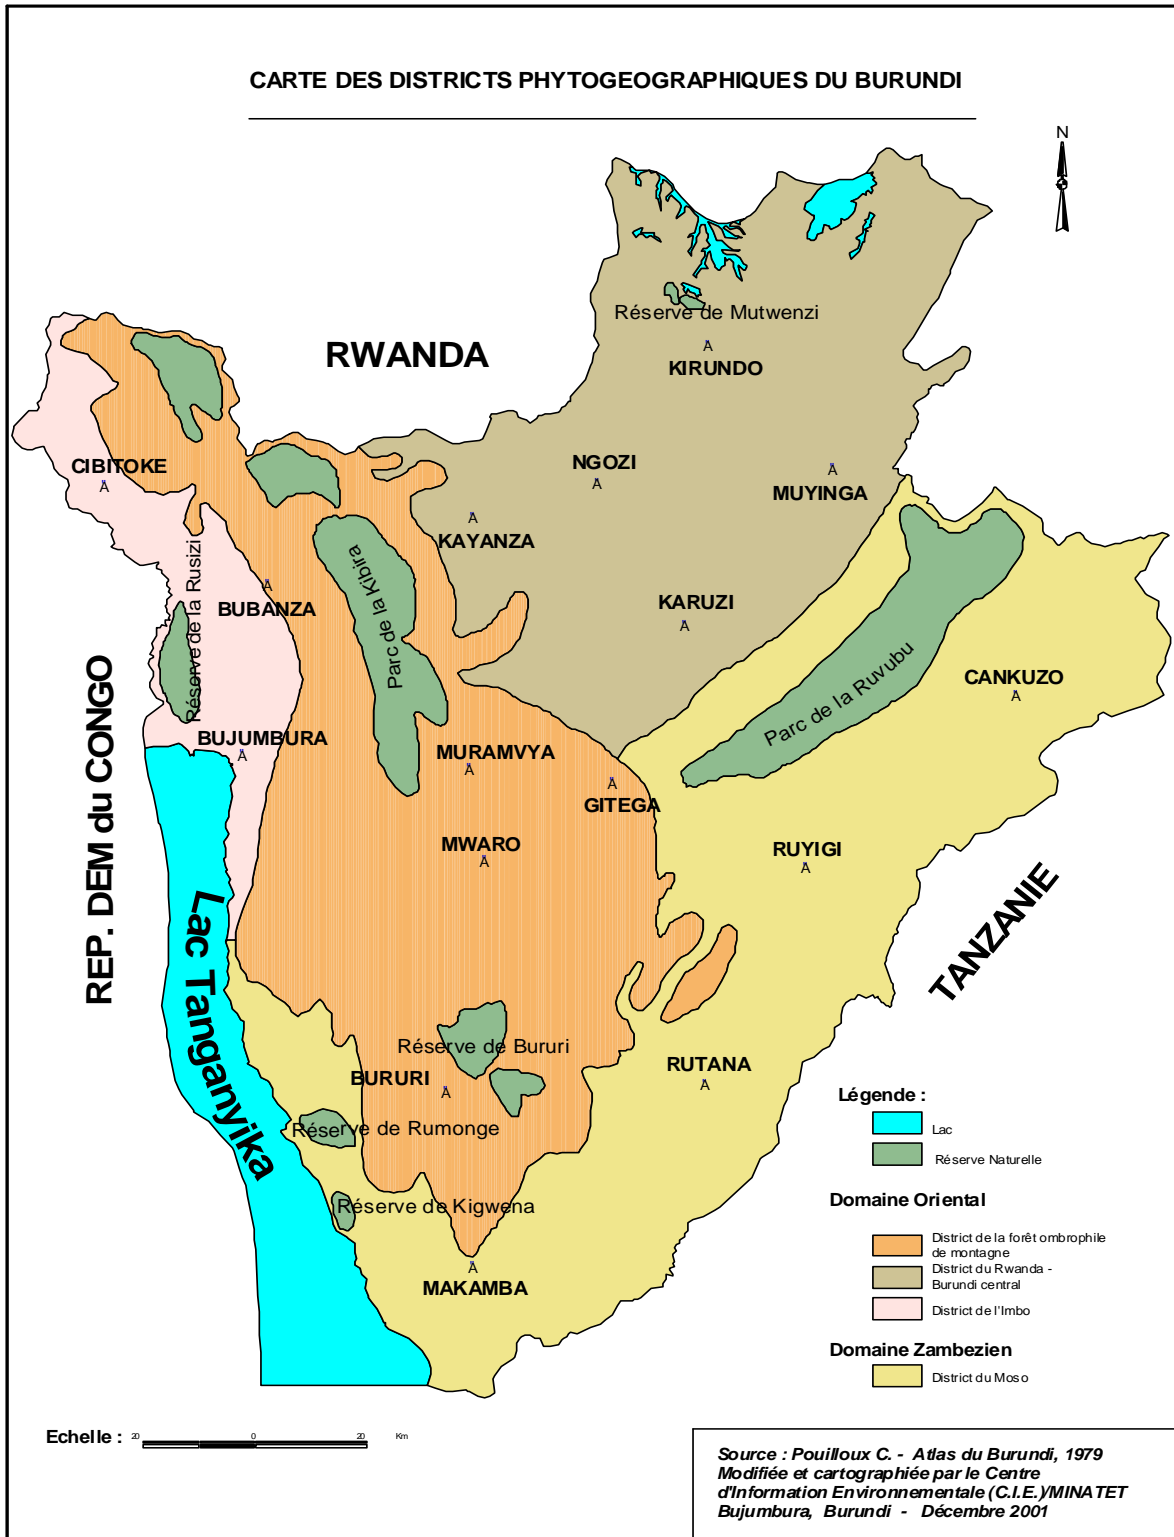 CARTE DES DISTRICTS PHYTOGEOGRAPHIQUES DU BURUNDI
N
Réserve de Mutwenzi
RWANDA
KIRUNDO
CIBITOKE
NGOZI
MUYINGA
KAYANZA
Réserve de la Rusizi
Parc de la Kibira
BUBANZA
KARUZI
Parc de la Ruvubu
CANKUZO
REP. DEM du CONGO
BUJUMBURA
MURAMVYA
GITEGA
MWARO
RUYIGI
Lac Tanganyika
TANZANIE
Réserve de Bururi
BURURI
RUTANA
Réserve de Rumonge
Réserve de Kigwena
MAKAMBA
Légende :
Lac
Réserve Naturelle
Domaine Oriental
District de la forêt ombrophile
de montagne
District du Rwanda -
Burundi central
District de l'Imbo
Domaine Zambezien
District du Moso
Echelle : 20 0 20 Km
Source : Pouilloux C. - Atlas du Burundi, 1979
Modifiée et cartographiée par le Centre
d'Information Environnementale (C.I.E.)/MINATET
Bujumbura, Burundi - Décembre 2001